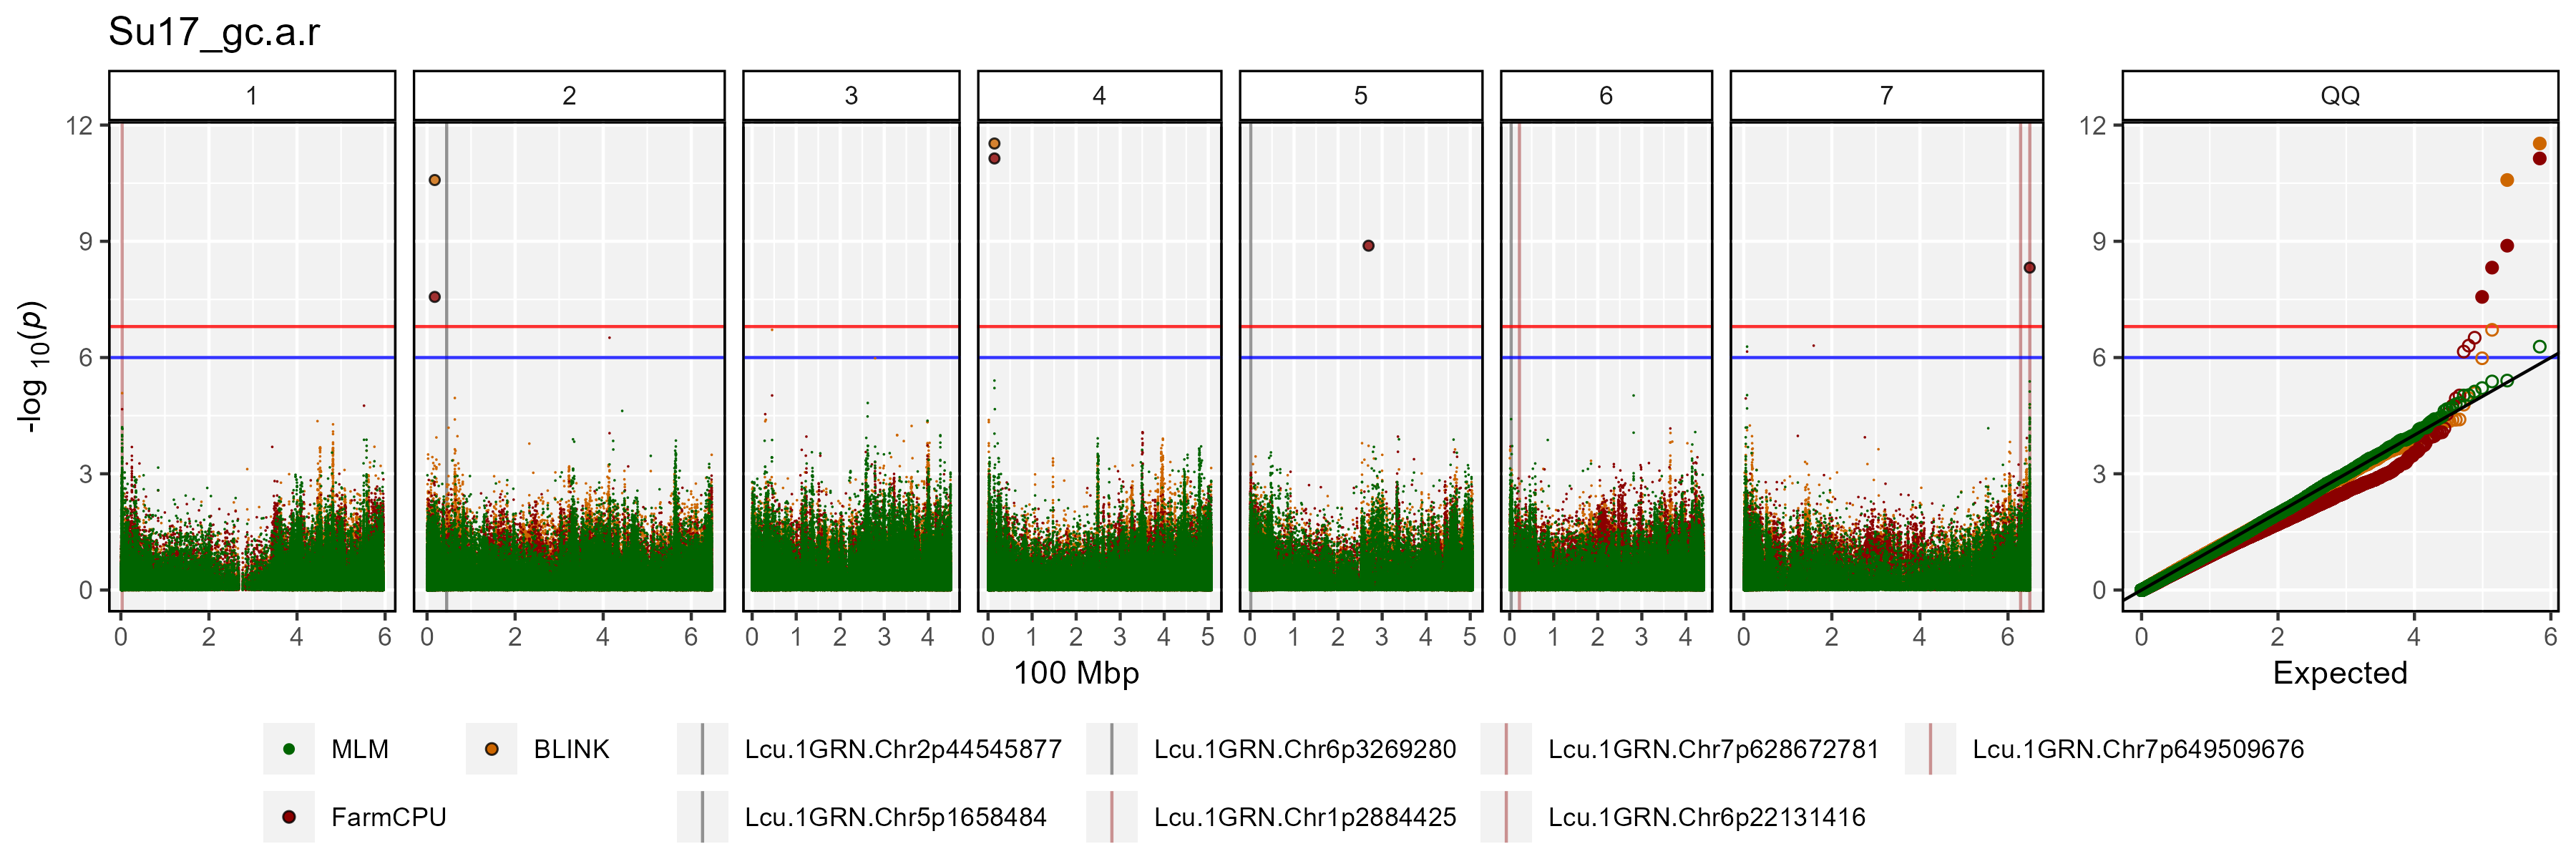 Su17_gc.a.r
1 2 3 4 5 6 7 QQ
12 12
9 9
6 6
3 3
0 0
-log 10(p)
0 2 4 6 0 2 4 6 0 1 2 3 4 0 1 2 3 4 5 0 1 2 3 4 5 0 1 2 3 4 0 2 4 6 0 2 4 6
100 Mbp Expected
MLM BLINK Lcu.1GRN.Chr2p44545877 Lcu.1GRN.Chr6p3269280 Lcu.1GRN.Chr7p628672781 Lcu.1GRN.Chr7p649509676
FarmCPU Lcu.1GRN.Chr5p1658484 Lcu.1GRN.Chr1p2884425 Lcu.1GRN.Chr6p22131416